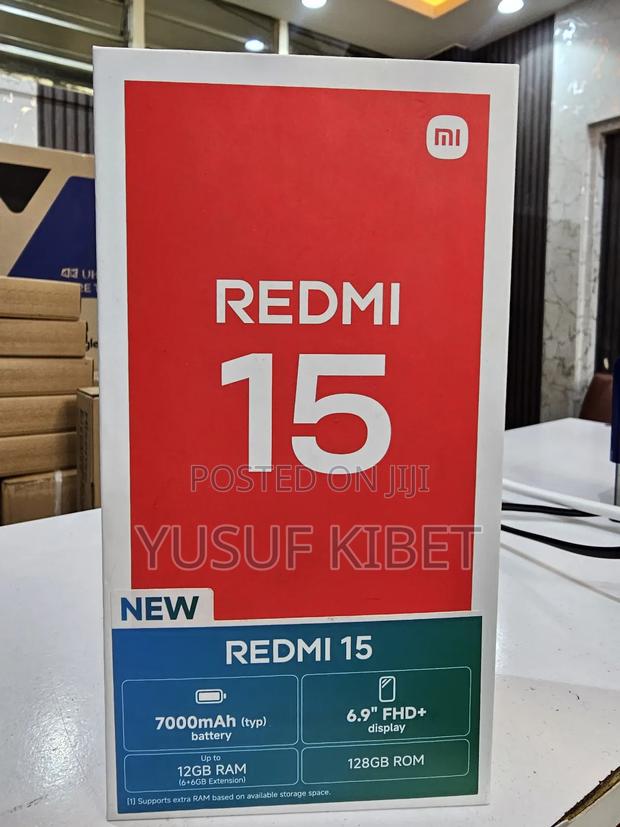 mi
REDMI
15
POSTED ON JIJI
YUSUF KIBET
NEW
REDMI 15
7000mAh (typ)
battery
6.9" FHD+
display
Up to
12GB RAM
(6+6GB Extension)
128GB ROM
[1] Supports extra RAM based on available storage space.